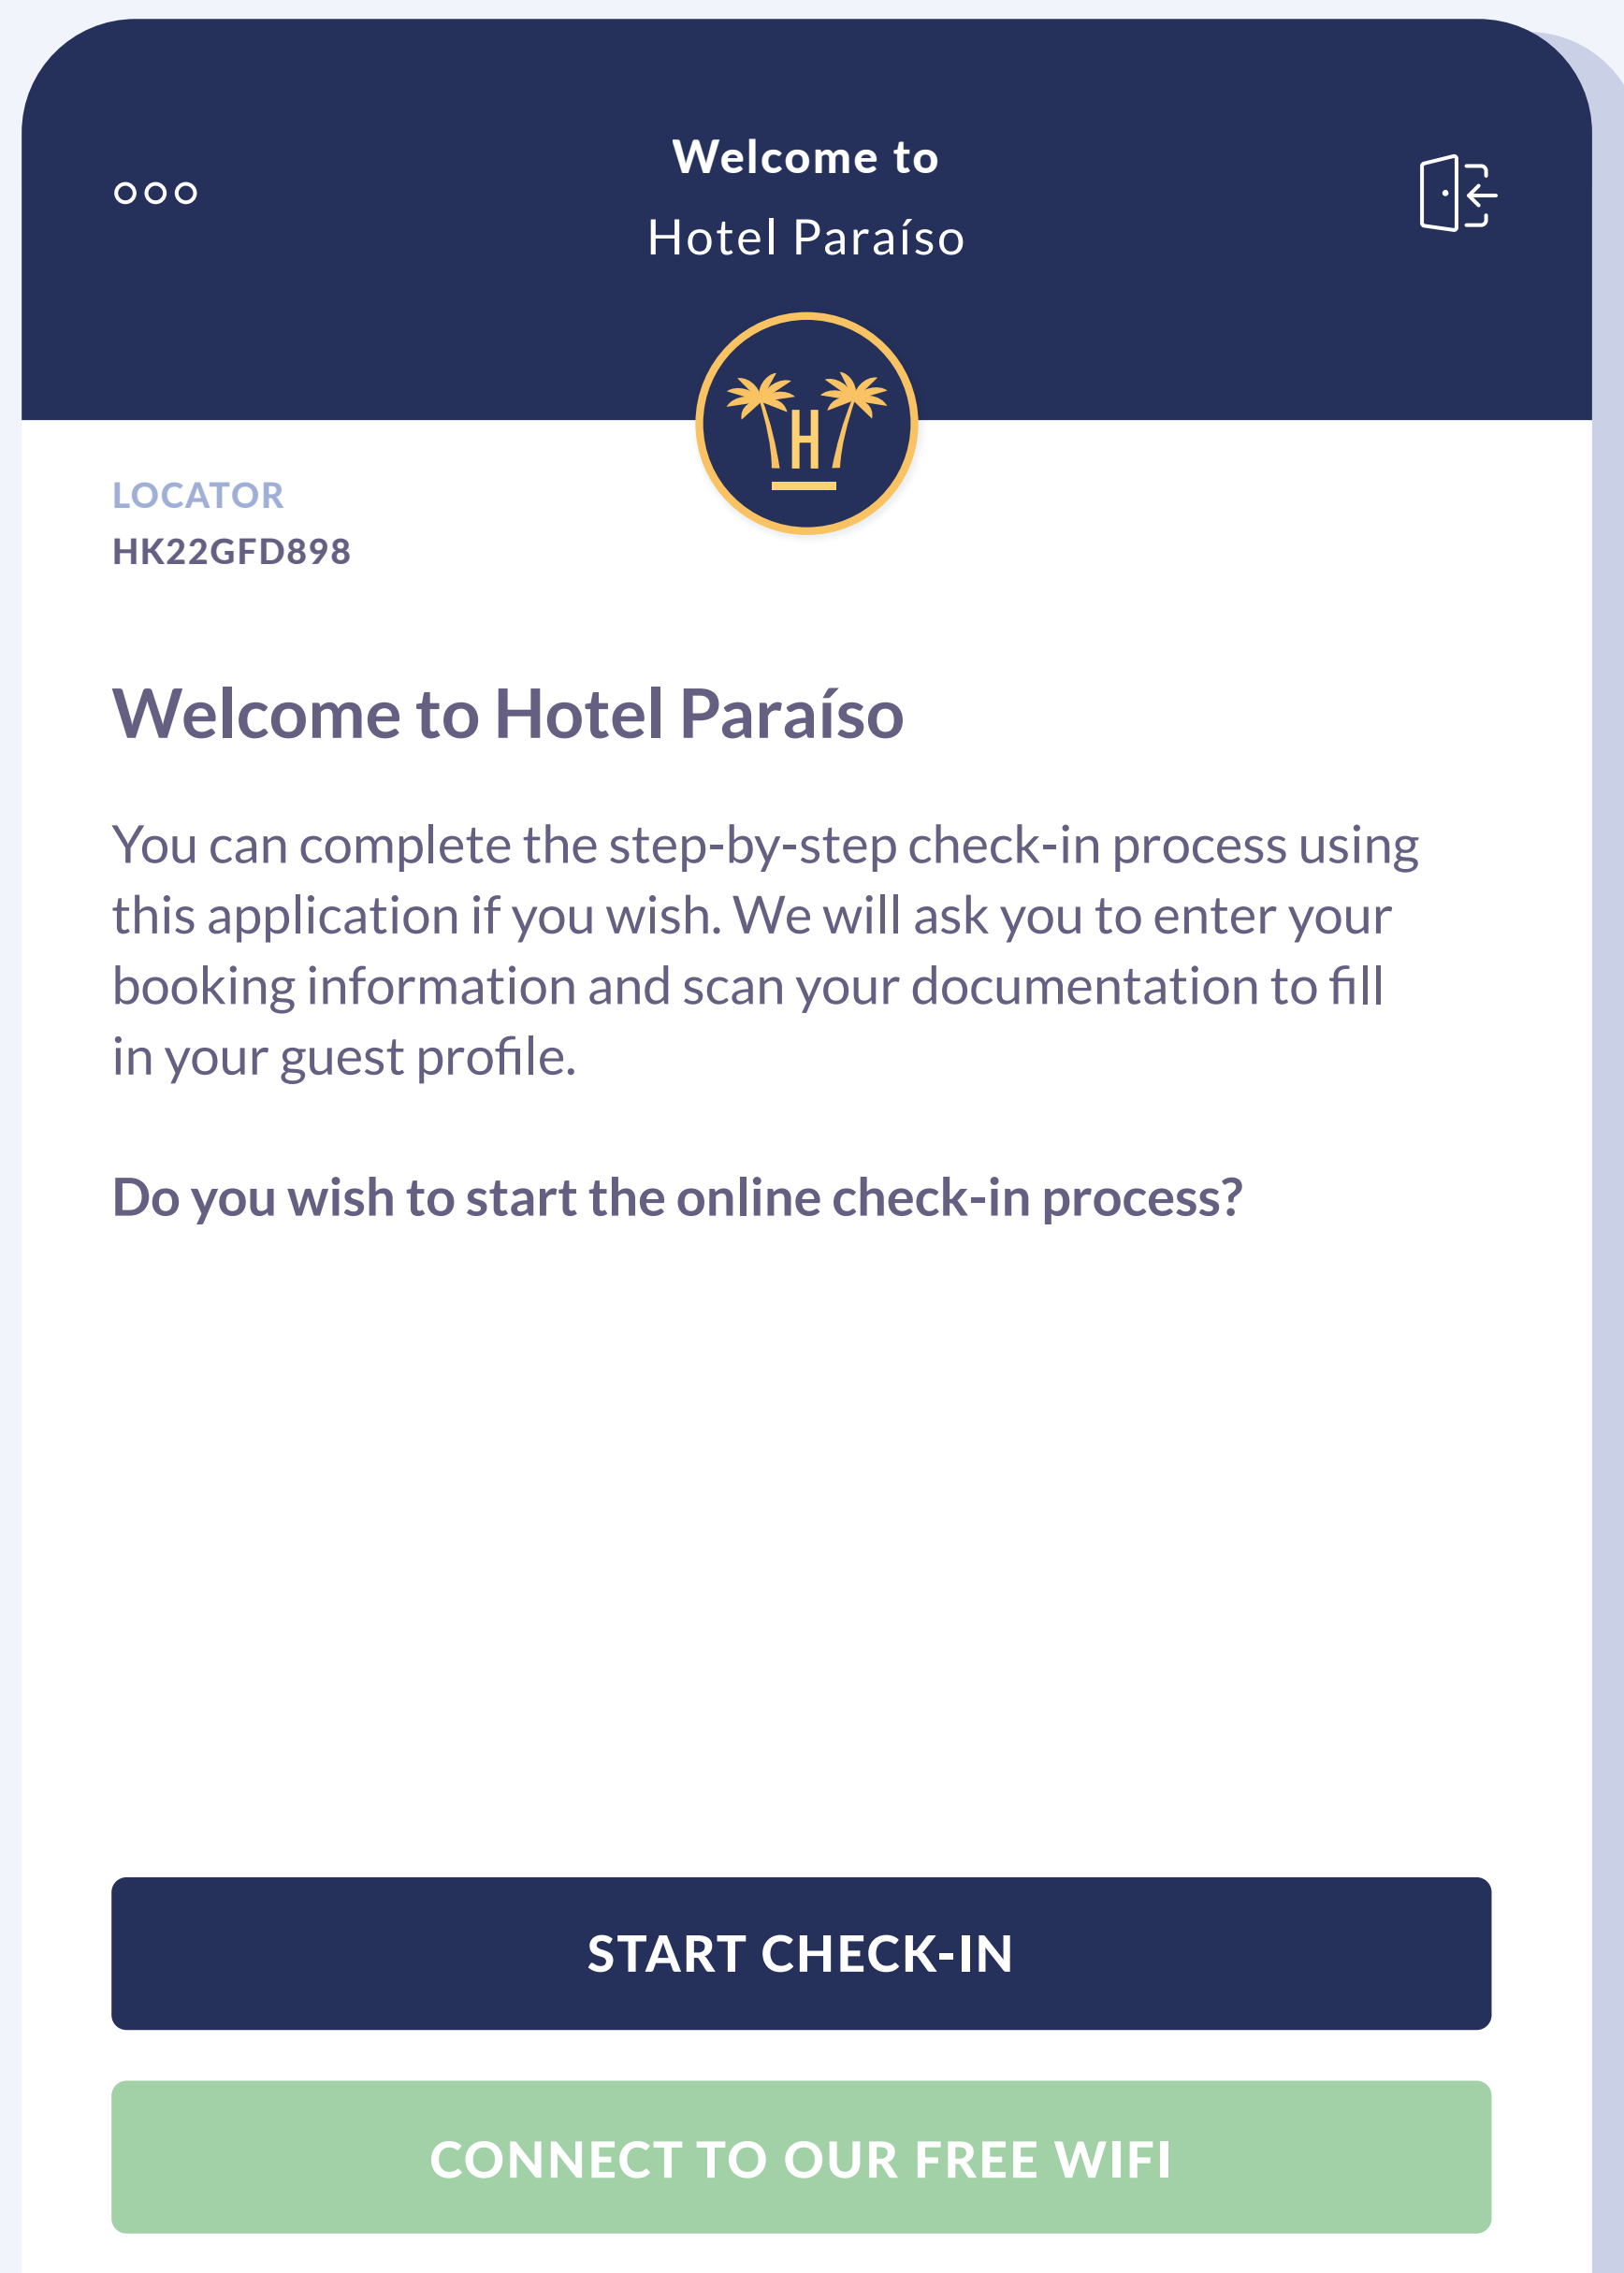 Welcome to
Hotel Paraíso
H
LOCATOR
HK22GFD898
Welcome to Hotel Paraíso
You can complete the step-by-step check-in process using
this application if you wish. We will ask you to enter your
booking information and scan your documentation to fill
in your guest profile.
Do you wish to start the online check-in process?
START CHECK-IN
CONNECT TO OUR FREE WIFI